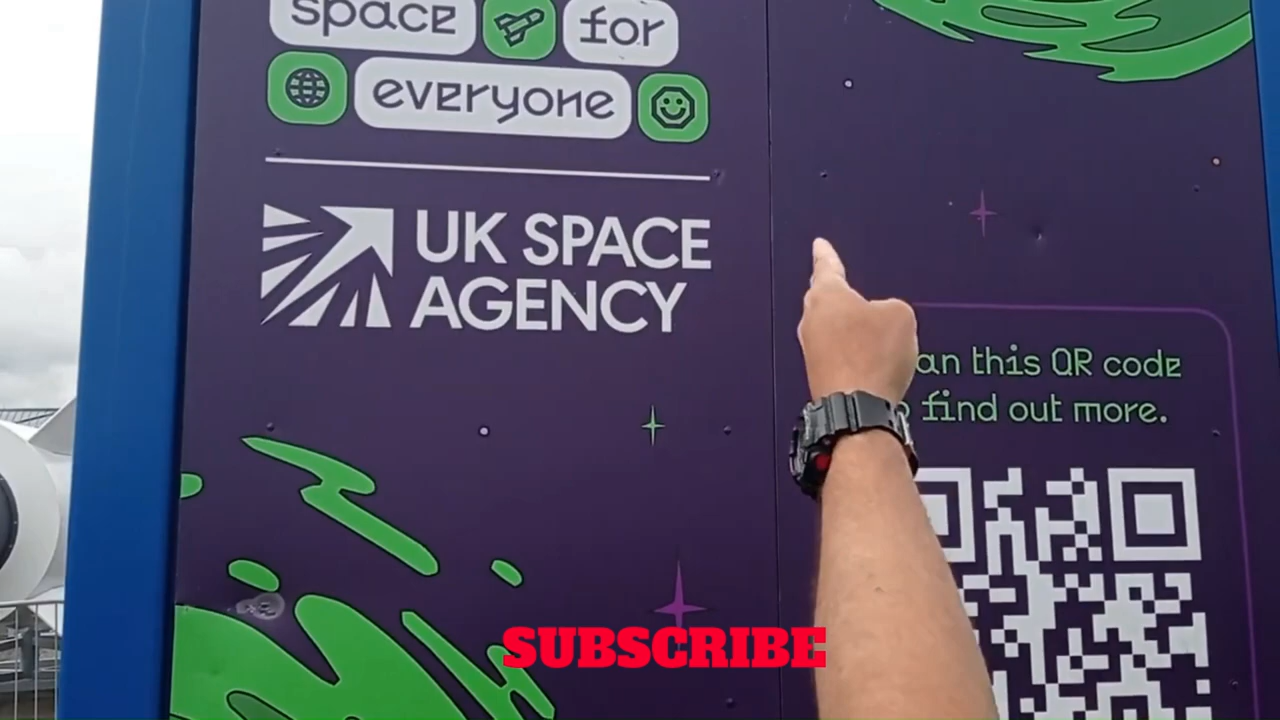 space for
everyone
UK SPACE
AGENCY
an this QR code
find out more.
SUBSCRIBE